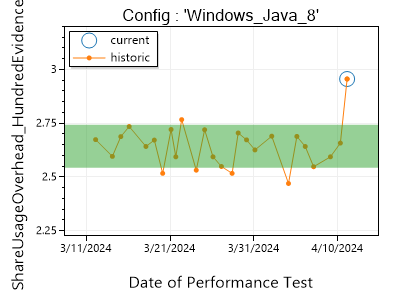 Config : 'Windows_Java_8'
current
historic
3
2.75
2.5
2.25
ShareUsageOverhead_HundredEvidence
3/11/2024 3/21/2024 3/31/2024 4/10/2024
Date of Performance Test